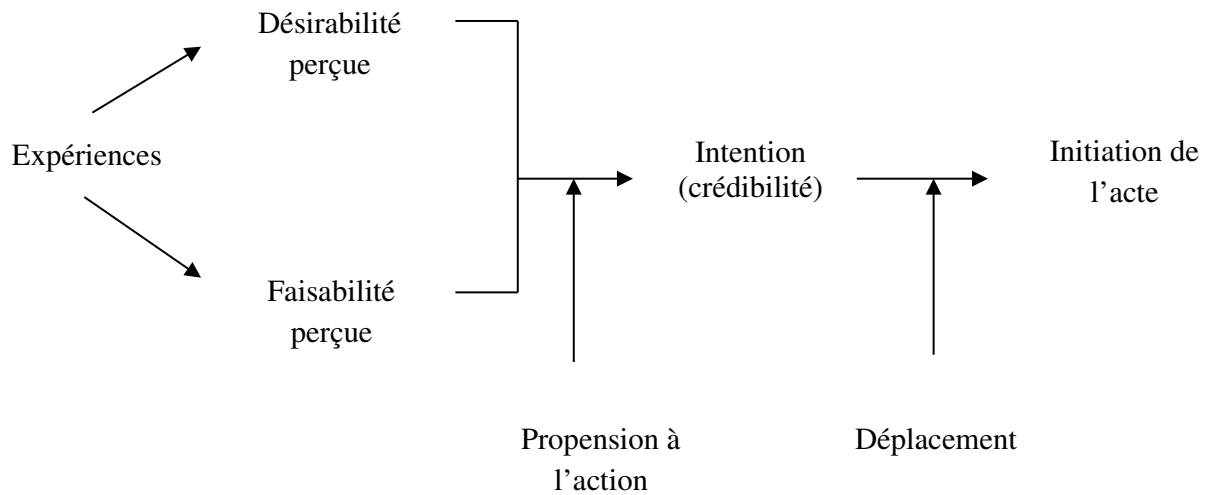 Désirabilité
perçue
Expériences
Intention
(crédibilité)
Initiation de
l’acte
Faisabilité
perçue
Propension à
l’action
Déplacement